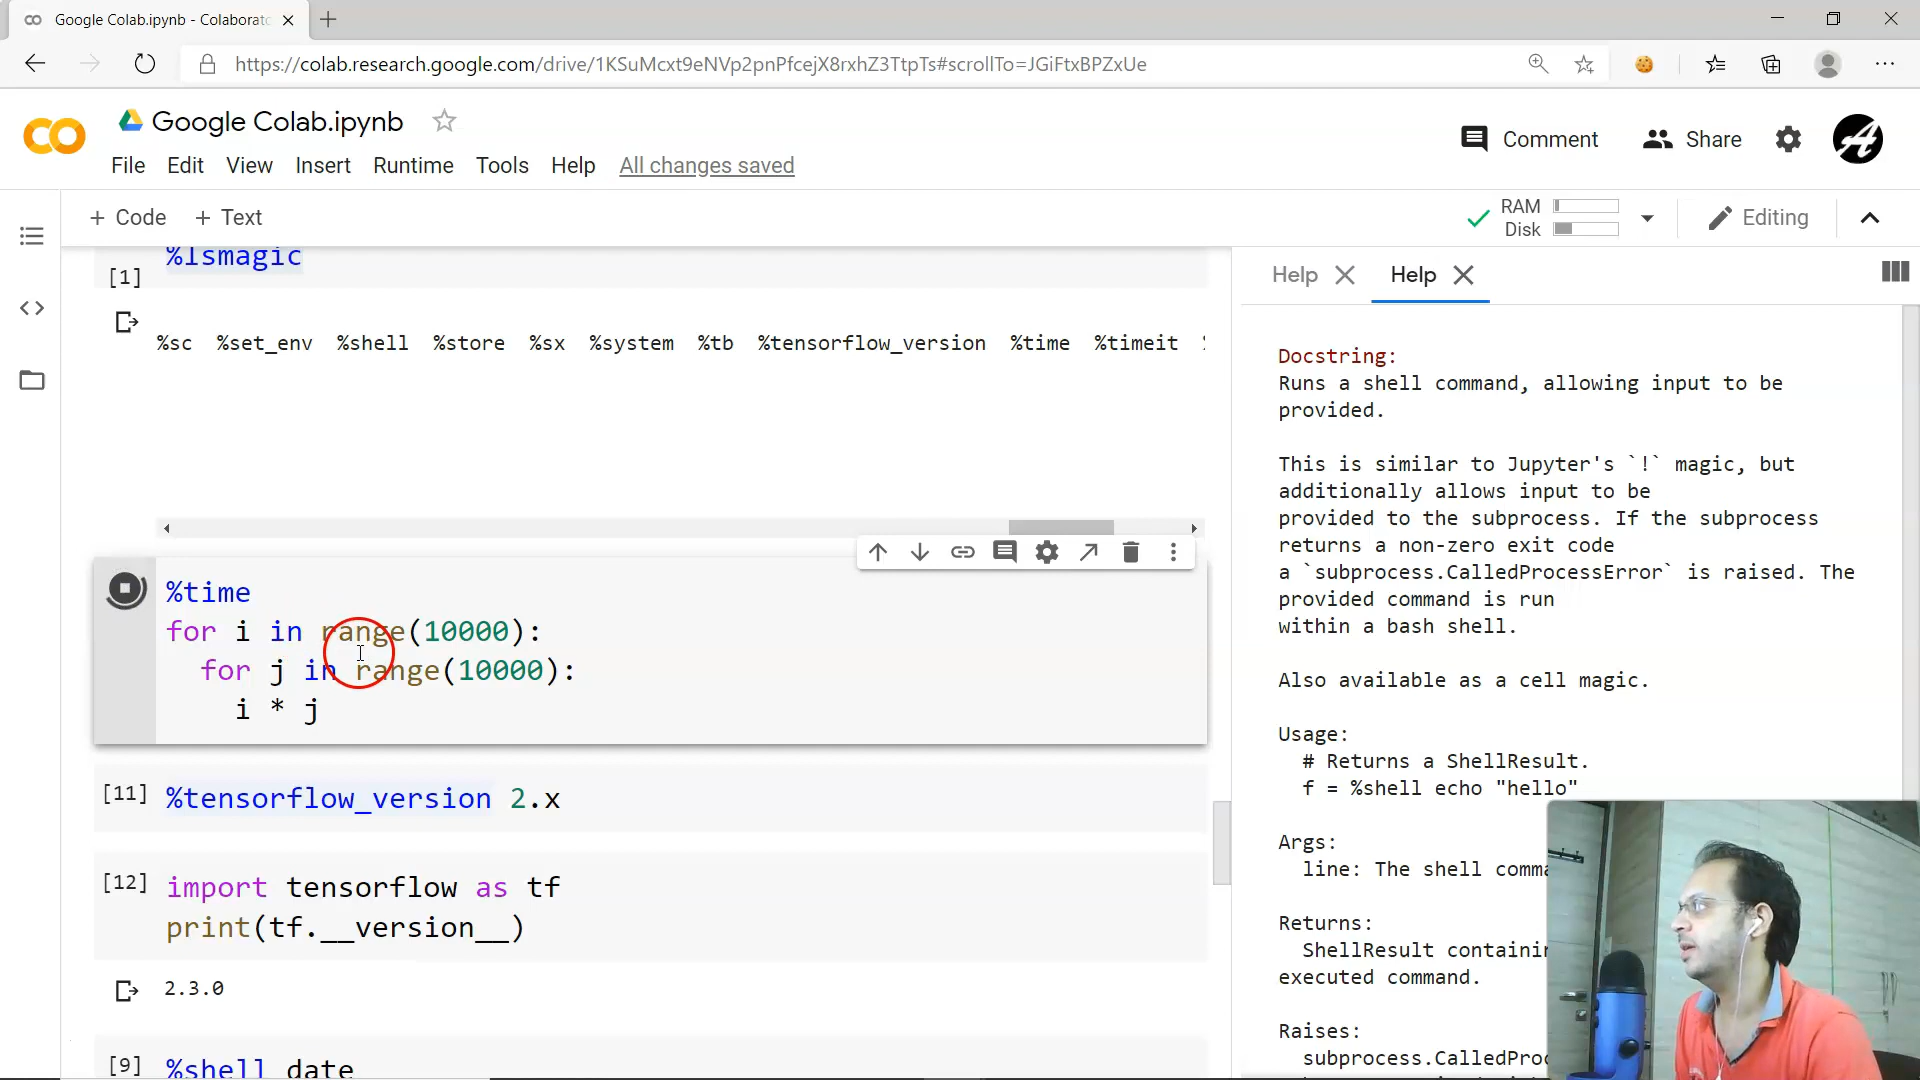 Google Colab.ipynb - Colaborato
https://colab.research.google.com/drive/1KSuMcxt9eNVp2pnPfcejX8rxhZ3TtpTs#scrollTo=JGiFtxBPZxUe
Google Colab.ipynb
Comment
Share
File Edit View Insert Runtime Tools Help All changes saved
+ Code + Text
RAM
Disk
Editing
%lsmagic
[1]
%sc %set_env %shell %store %sx %system %tb %tensorflow_version %time %timeit
%time
for i in range(10000):
for j in range(10000):
i * j
[11] %tensorflow_version 2.x
[12] import tensorflow as tf
print(tf.__version__)
2.3.0
[9] %shell date
Help
Help
Docstring:
Runs a shell command, allowing input to be
provided.
This is similar to Jupyter's `!` magic, but
additionally allows input to be
provided to the subprocess. If the subprocess
returns a non-zero exit code
a `subprocess.CalledProcessError` is raised. The
provided command is run
within a bash shell.
Also available as a cell magic.
Usage:
# Returns a ShellResult.
f = %shell echo "hello"
Args:
line: The shell comma
Returns:
ShellResult containin
executed command.
Raises:
subprocess.CalledProc